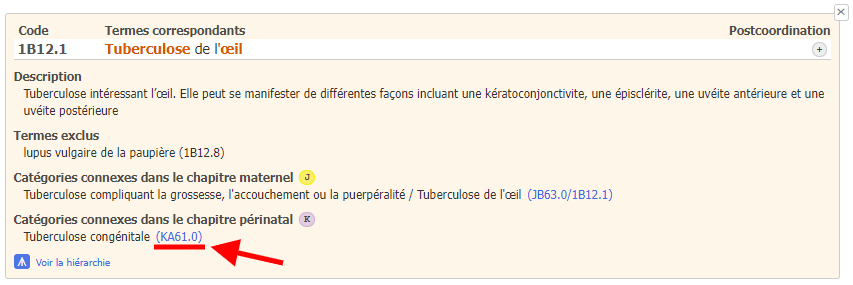 Code Termes correspondants Postcoordination
1B12.1 Tuberculose de l'œil +
Description
Tuberculose intéressant l’œil. Elle peut se manifester de différentes façons incluant une kératoconjonctivite, une épisclérite, une uvéite antérieure et une
uvéite postérieure
Termes exclus
lupus vulgaire de la paupière (1B12.8)
Catégories connexes dans le chapitre maternel J
Tuberculose compliquant la grossesse, l'accouchement ou la puerpéralité / Tuberculose de l'œil (JB63.0/1B12.1)
Catégories connexes dans le chapitre périnatal K
Tuberculose congénitale (KA61.0)
Voir la hiérarchie